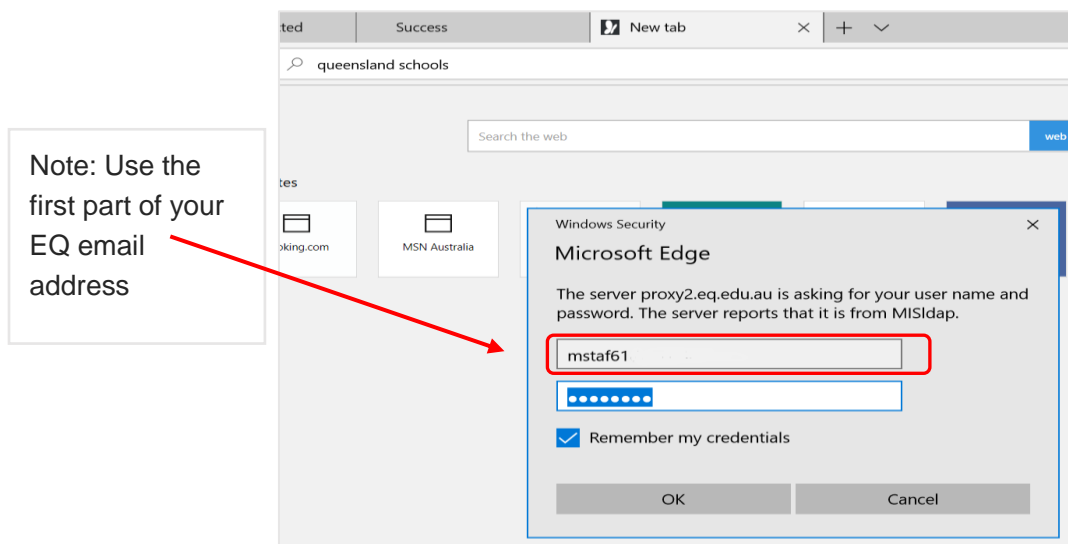 ted
Success
New tab
queensland schools
Search the web
web
tes
oking.com
MSN Australia
Note: Use the
first part of your
EQ email
address
Windows Security
Microsoft Edge
The server proxy2.eq.edu.au is asking for your user name and
password. The server reports that it is from MISldap.
mstaf61
Remember my credentials
OK
Cancel